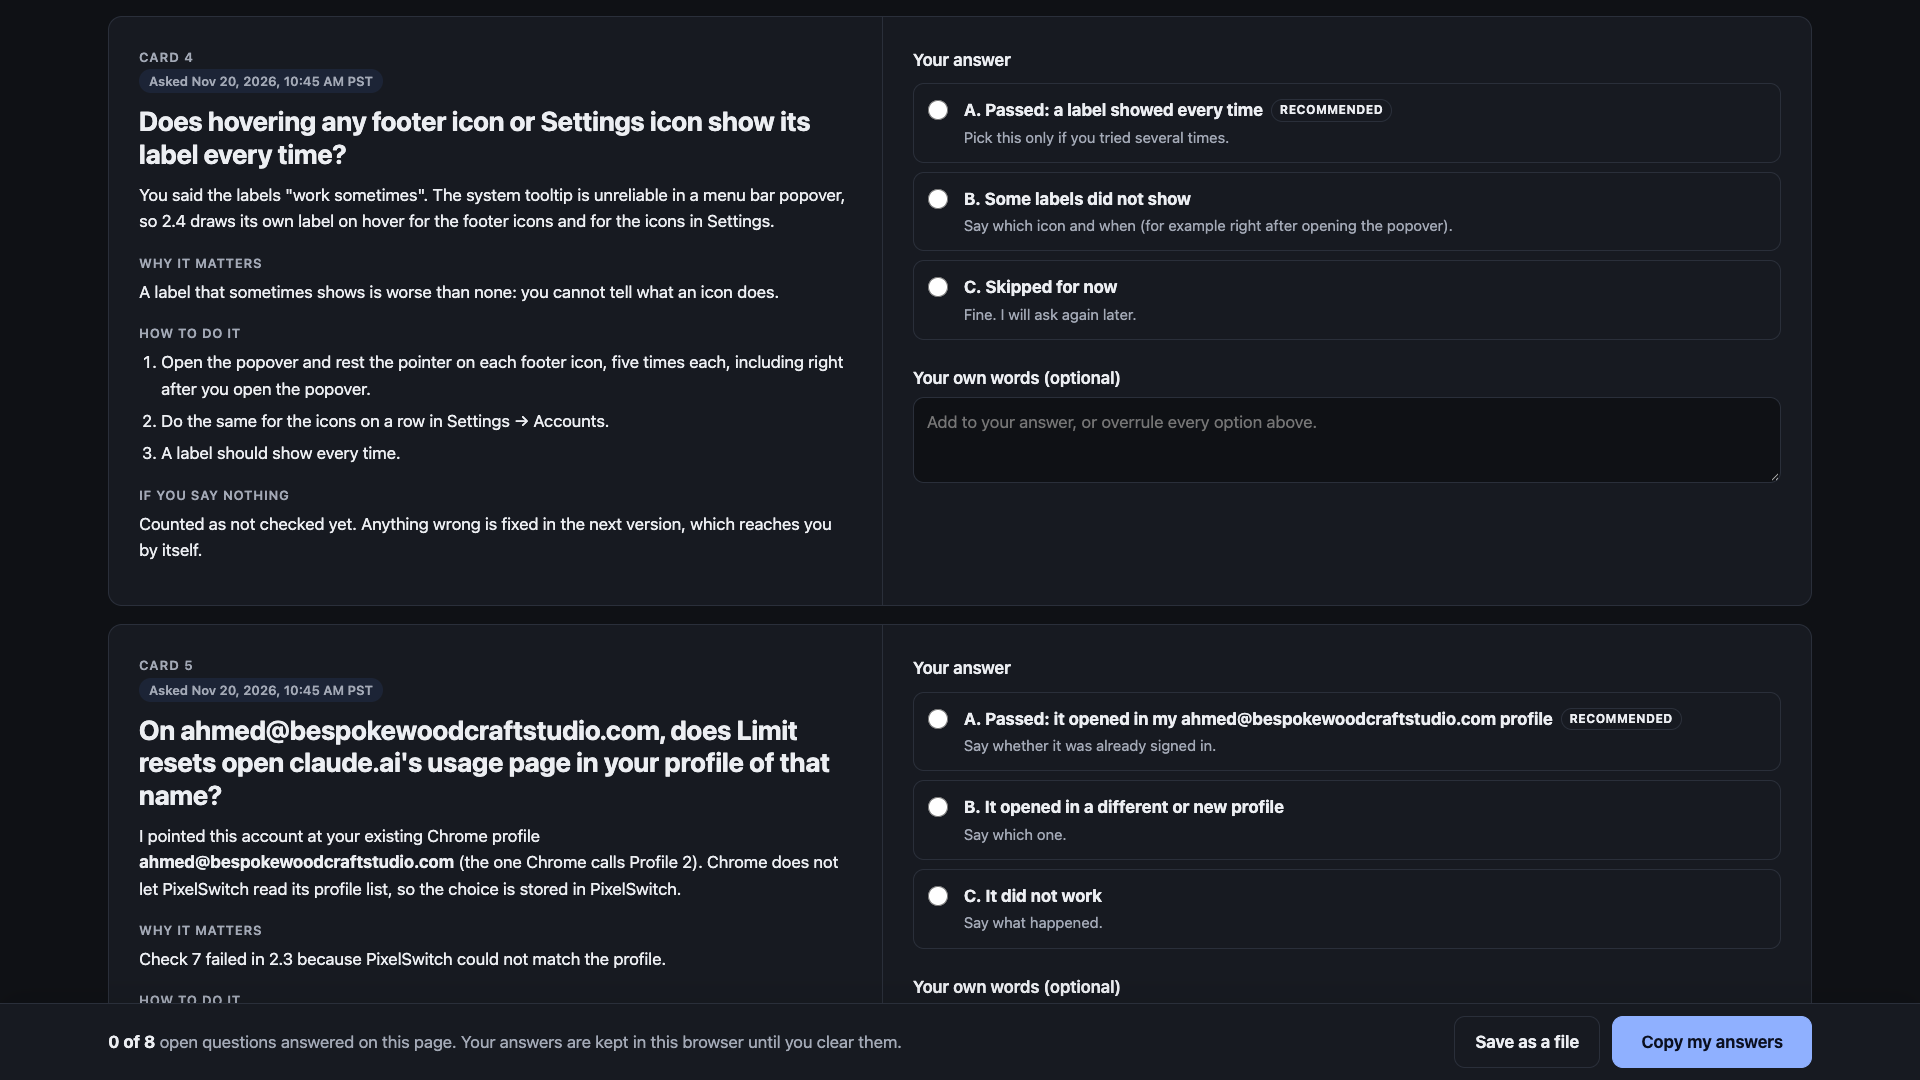 CARD 4
Asked Nov 20, 2026, 10:45 AM PST
Does hovering any footer icon or Settings icon show its
label every time?
You said the labels "work sometimes". The system tooltip is unreliable in a menu bar popover,
so 2.4 draws its own label on hover for the footer icons and for the icons in Settings.
WHY IT MATTERS
A label that sometimes shows is worse than none: you cannot tell what an icon does.
HOW TO DO IT
1. Open the popover and rest the pointer on each footer icon, five times each, including right
after you open the popover.
2. Do the same for the icons on a row in Settings → Accounts.
3. A label should show every time.
IF YOU SAY NOTHING
Counted as not checked yet. Anything wrong is fixed in the next version, which reaches you
by itself.
Your answer
A. Passed: a label showed every time RECOMMENDED
Pick this only if you tried several times.
B. Some labels did not show
Say which icon and when (for example right after opening the popover).
C. Skipped for now
Fine. I will ask again later.
Your own words (optional)
Add to your answer, or overrule every option above.
CARD 5
Asked Nov 20, 2026, 10:45 AM PST
On ahmed@bespokewoodcraftstudio.com, does Limit
resets open claude.ai's usage page in your profile of that
name?
I pointed this account at your existing Chrome profile
ahmed@bespokewoodcraftstudio.com (the one Chrome calls Profile 2). Chrome does not
let PixelSwitch read its profile list, so the choice is stored in PixelSwitch.
WHY IT MATTERS
Check 7 failed in 2.3 because PixelSwitch could not match the profile.
HOW TO DO IT
Your answer
A. Passed: it opened in my ahmed@bespokewoodcraftstudio.com profile RECOMMENDED
Say whether it was already signed in.
B. It opened in a different or new profile
Say which one.
C. It did not work
Say what happened.
Your own words (optional)
0 of 8 open questions answered on this page. Your answers are kept in this browser until you clear them.
Save as a file
Copy my answers